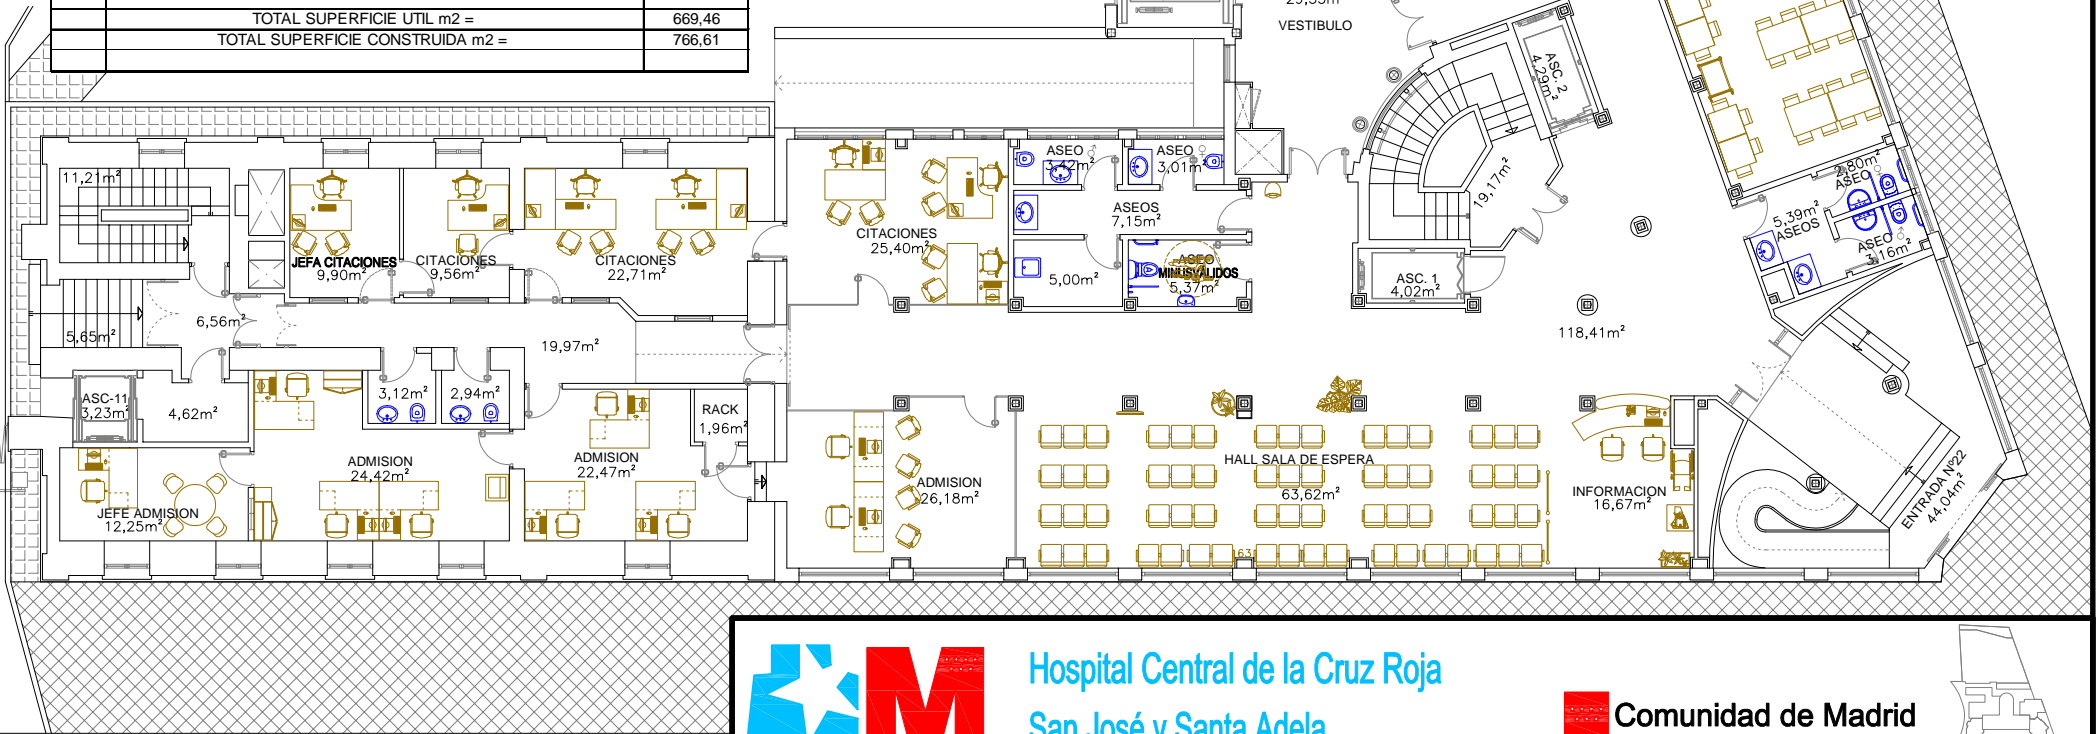 TOTAL SUPERFICIE UTIL m2 = 669,46
TOTAL SUPERFICIE CONSTRUIDA m2 = 766,61
VESTIBULO
ASC. 2
4,29m²
11,21m²
JEFA CITACIONES
9,90m²
CITACIONES
9,56m²
CITACIONES
22,71m²
CITACIONES
25,40m²
ASEO ♂
3,42m²
ASEO ♀
3,01m²
ASEOS
7,15m²
5,00m²
ASEO
MINUSVÁLIDOS
5,37m²
19,17m²
ASC. 1
4,02m²
2,80m²
ASEO ♀
5,39m²
ASEOS
ASEO ♂
3,16m²
5,65m²
6,56m²
19,97m²
118,41m²
ASC-11
3,23m²
4,62m²
3,12m²
2,94m²
RACK
1,96m²
JEFE ADMISION
12,25m²
ADMISION
24,42m²
ADMISION
22,47m²
ADMISION
26,18m²
HALL SALA DE ESPERA
63,62m²
63
INFORMACION
16,67m²
ENTRADA Nº22
44,04m²
Hospital Central de la Cruz Roja
San José y Santa Adela
Comunidad de Madrid